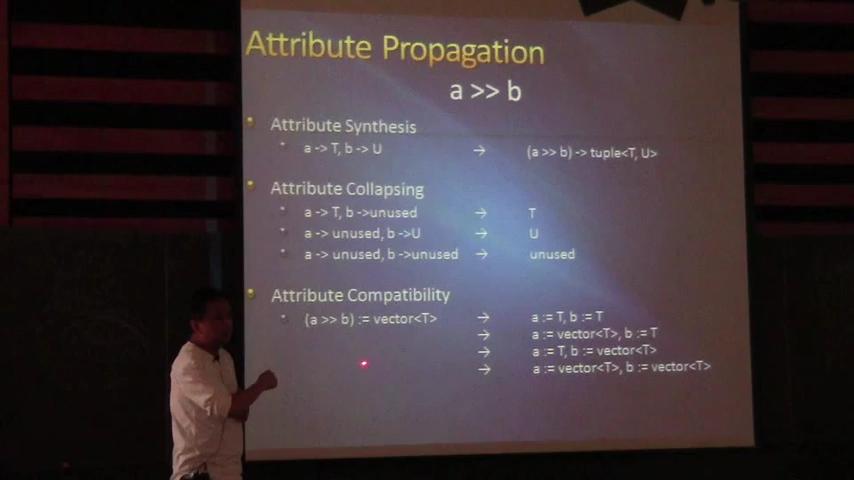 Attribute Propagation
a >> b
Attribute Synthesis
a -> T, b -> U → (a >> b) -> tuple<T, U>
Attribute Collapsing
a -> T, b ->unused → T
a -> unused, b ->U → U
a -> unused, b ->unused → unused
Attribute Compatibility
(a >> b) := vector<T> → a := T, b := T
→ a := vector<T>, b := T
→ a := T, b := vector<T>
→ a := vector<T>, b := vector<T>